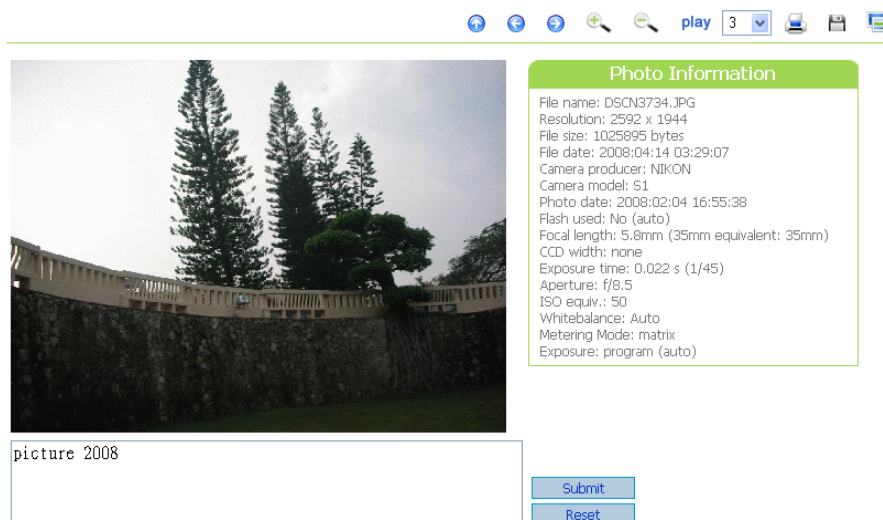 play 3
Photo Information
File name: DSCN3734.JPG
Resolution: 2592 x 1944
File size: 1025895 bytes
File date: 2008:04:14 03:29:07
Camera producer: NIKON
Camera model: S1
Photo date: 2008:02:04 16:55:38
Flash used: No (auto)
Focal length: 5.8mm (35mm equivalent: 35mm)
CCD width: none
Exposure time: 0.022 s (1/45)
Aperture: f/8.5
ISO equiv.: 50
Whitebalance: Auto
Metering Mode: matrix
Exposure: program (auto)
picture 2008
Submit
Reset